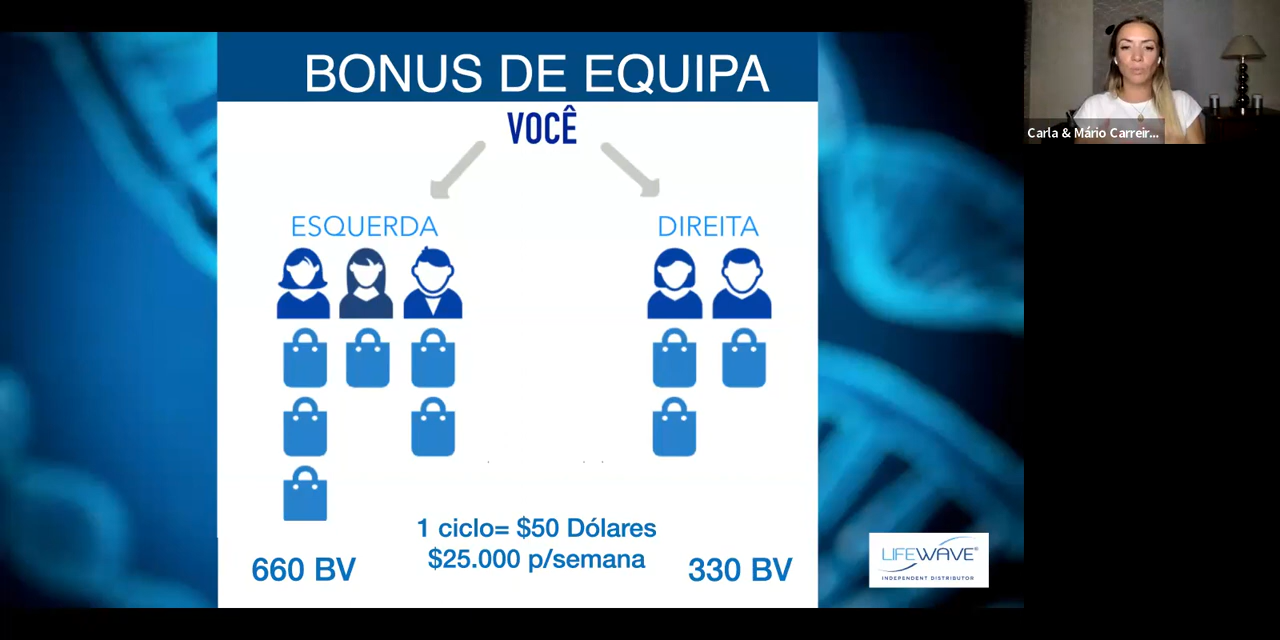 BONUS DE EQUIPA
VOCÊ
ESQUERDA
DIREITA
1 ciclo= $50 Dólares
$25.000 p/semana
660 BV
330 BV
LIFEWAVE®
INDEPENDENT DISTRIBUTOR
Carla & Mário Carreir...